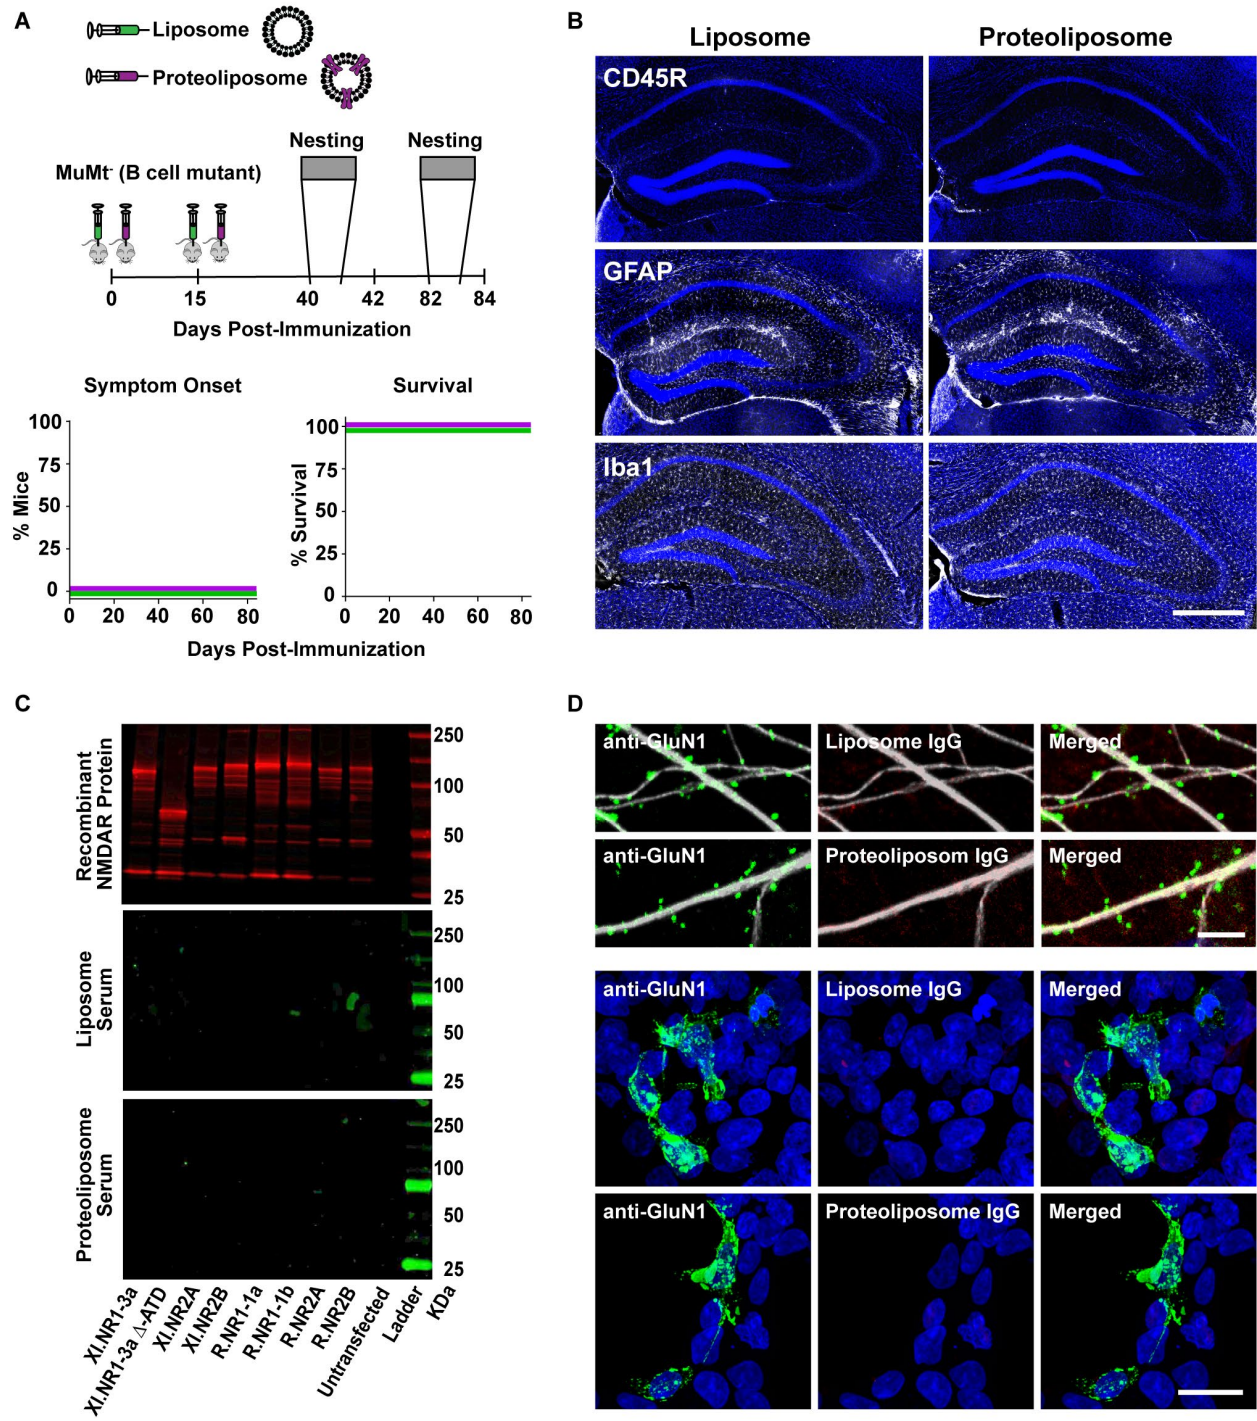 A
Liposome
Proteoliposome
Nesting
Nesting
MuMt- (B cell mutant)
0
15
40
42
82
84
Days Post-Immunization
Symptom Onset
Survival
% Mice
100
75
50
25
0
0
20
40
60
80
% Survival
100
75
50
25
0
0
20
40
60
80
Days Post-Immunization
B
Liposome
Proteoliposome
CD45R
GFAP
Iba1
C
Recombinant
NMDAR Protein
250
100
50
25
Liposome
Serum
250
100
50
25
Proteoliposome
Serum
250
100
50
25
XI.NR1-3a
XI.NR1-3a Δ-ATD
XI.NR2A
XI.NR2B
R.NR1-1a
R.NR1-1b
R.NR2A
R.NR2B
Untransfected
Ladder
KDa
D
anti-GluN1
Liposome IgG
Merged
anti-GluN1
Proteoliposom IgG
Merged
anti-GluN1
Liposome IgG
Merged
anti-GluN1
Proteoliposome IgG
Merged